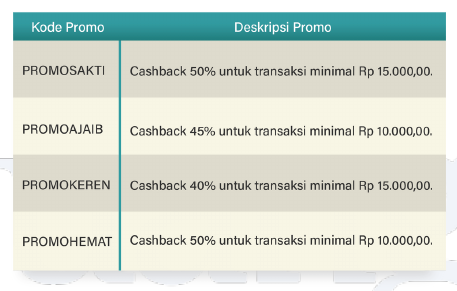 Kode Promo Deskripsi Promo
PROMOSAKTI Cashback 50% untuk transaksi minimal Rp 15.000,00.
PROMOAJAIB Cashback 45% untuk transaksi minimal Rp 10.000,00.
PROMOKEREN Cashback 40% untuk transaksi minimal Rp 15.000,00.
PROMOHEMAT Cashback 50% untuk transaksi minimal Rp 10.000,00.